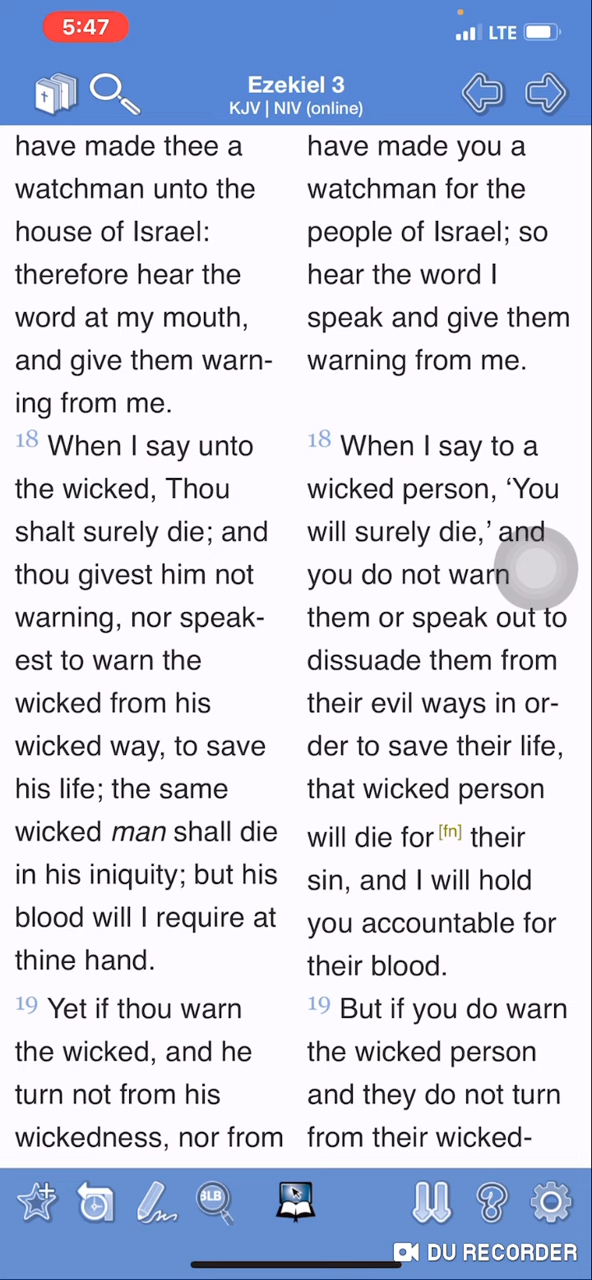 5:47
LTE
Ezekiel 3
KJV | NIV (online)
have made thee a
watchman unto the
house of Israel:
therefore hear the
word at my mouth,
and give them warn-
ing from me.
18 When I say unto
the wicked, Thou
shalt surely die; and
thou givest him not
warning, nor speak-
est to warn the
wicked from his
wicked way, to save
his life; the same
wicked man shall die
in his iniquity; but his
blood will I require at
thine hand.
19 Yet if thou warn
the wicked, and he
turn not from his
wickedness, nor from
have made you a
watchman for the
people of Israel; so
hear the word I
speak and give them
warning from me.
18 When I say to a
wicked person, ‘You
will surely die,’ and
you do not warn
them or speak out to
dissuade them from
their evil ways in or-
der to save their life,
that wicked person
will die for [fn] their
sin, and I will hold
you accountable for
their blood.
19 But if you do warn
the wicked person
and they do not turn
from their wicked-
BLB
DU RECORDER